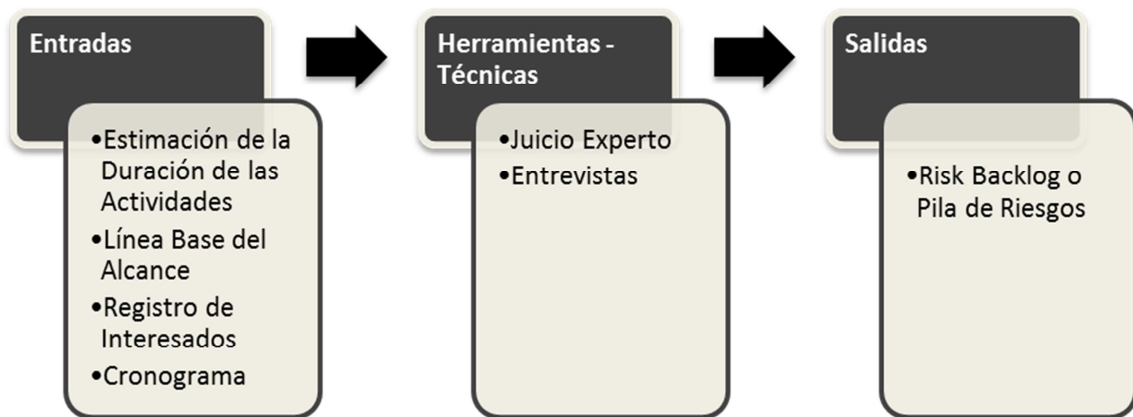 Entradas
•Estimación de la
Duración de las
Actividades
•Línea Base del
Alcance
•Registro de
Interesados
•Cronograma
Herramientas -
Técnicas
•Juicio Experto
•Entrevistas
Salidas
•Risk Backlog o
Pila de Riesgos